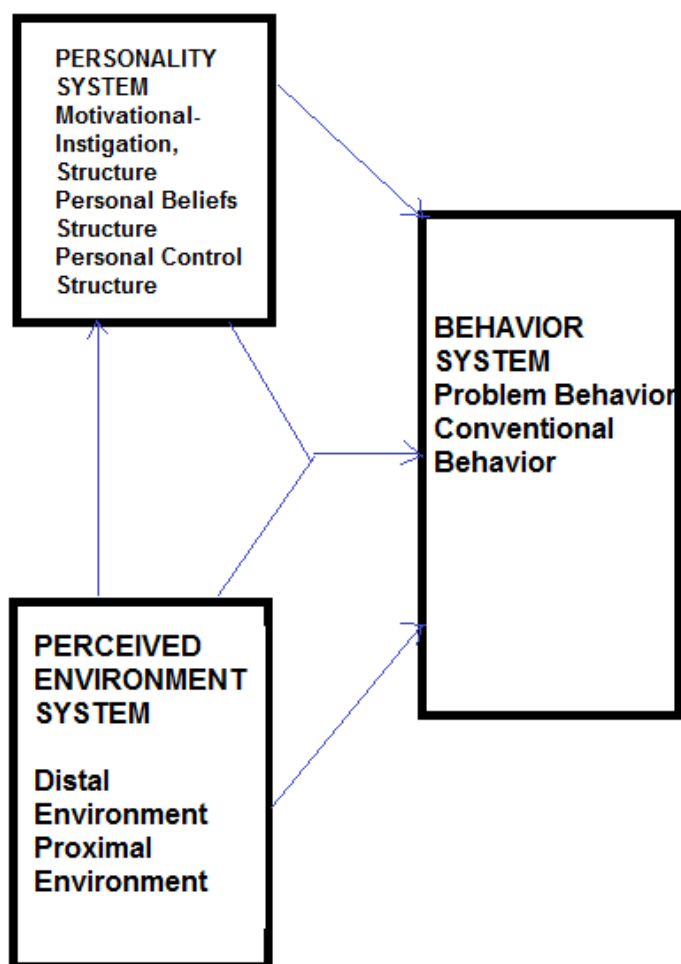 PERSONALITY
SYSTEM
Motivational-
Instigation,
Structure
Personal Beliefs
Structure
Personal Control
Structure
BEHAVIOR
SYSTEM
Problem Behavior
Conventional
Behavior
PERCEIVED
ENVIRONMENT
SYSTEM
Distal
Environment
Proximal
Environment